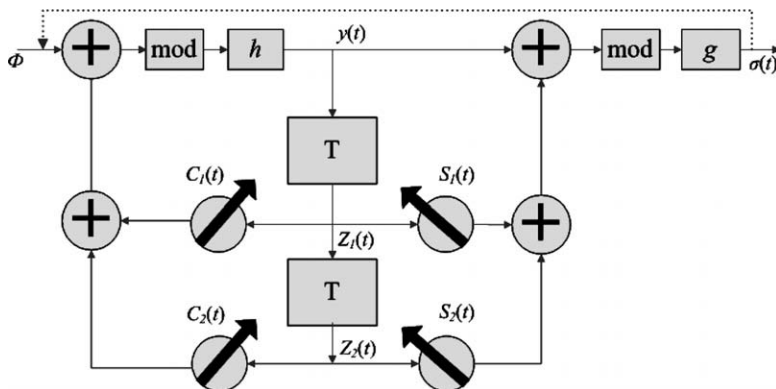 + mod h y(t) + mod g
Φ σ(t)
T
C₁(t) S₁(t)
+ +
Z₁(t)
T
C₂(t) S₂(t)
Z₂(t)